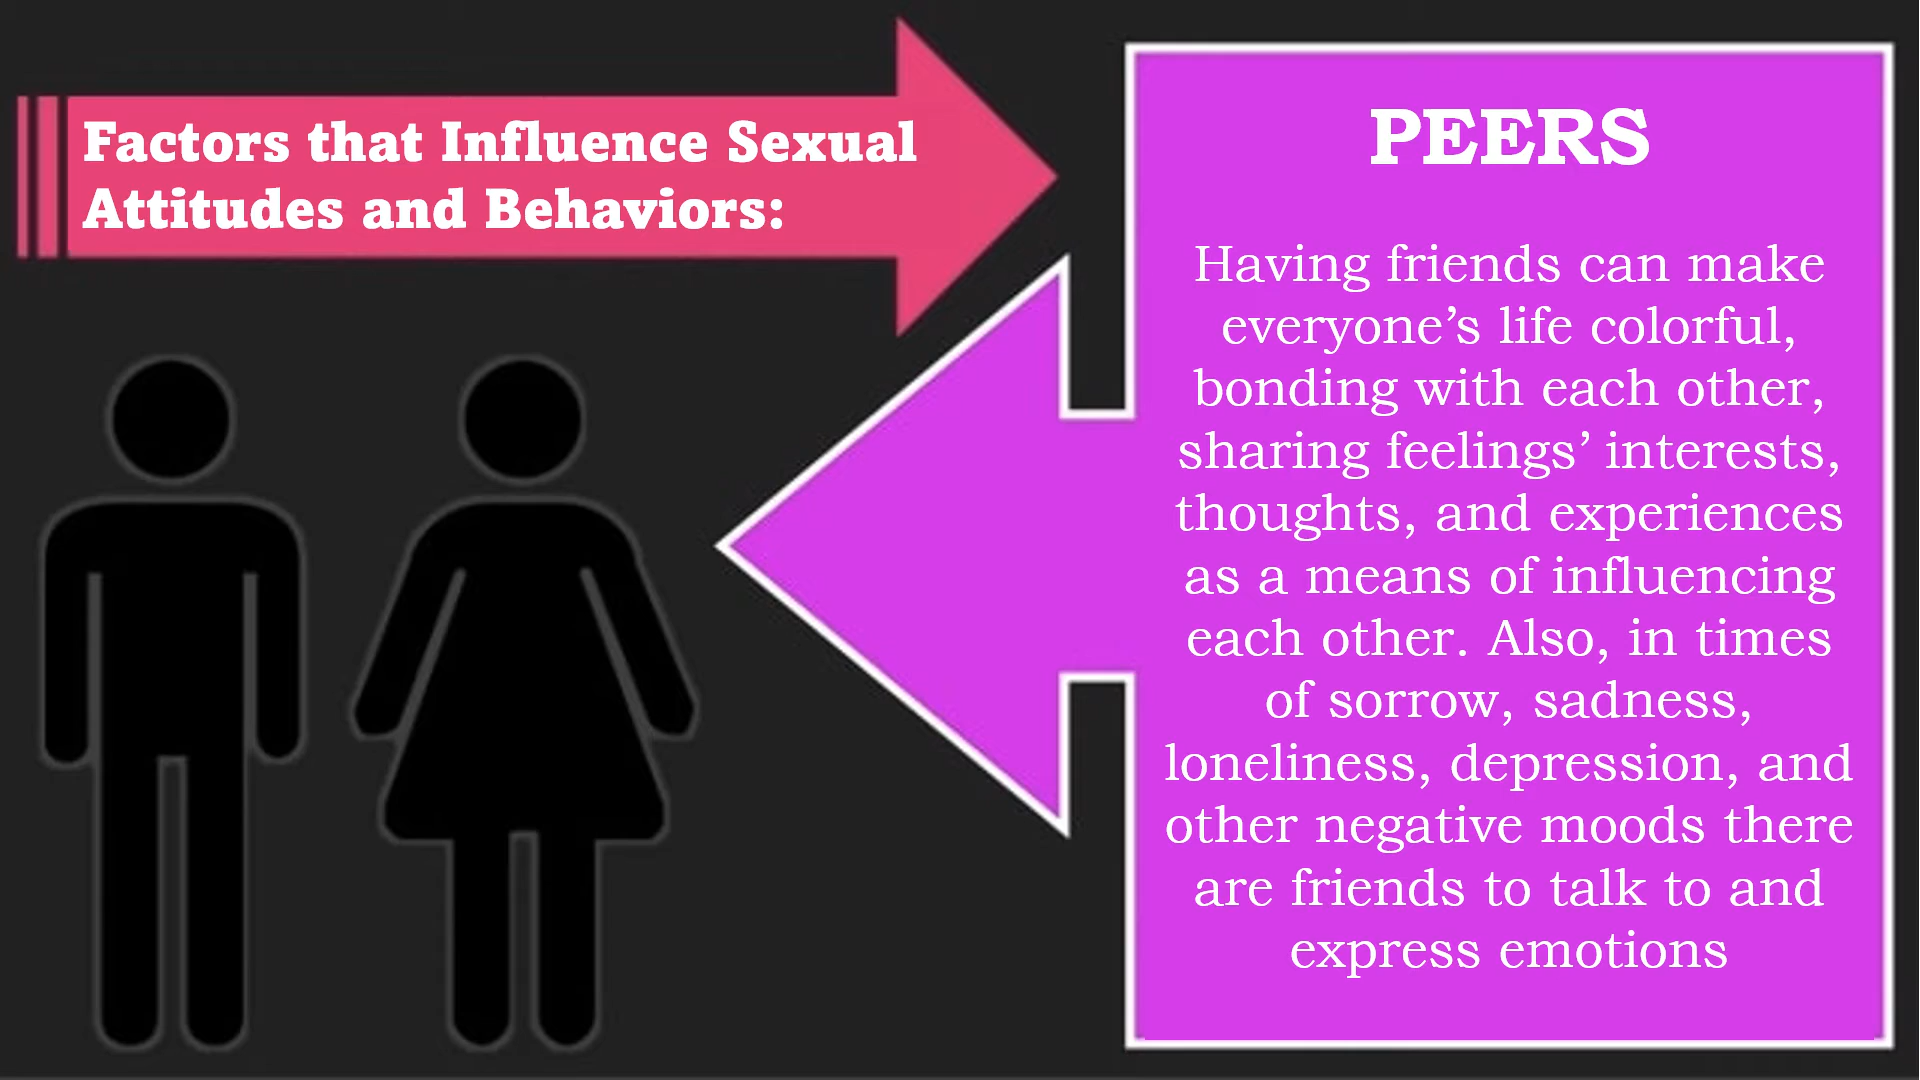 Factors that Influence Sexual
Attitudes and Behaviors:
PEERS
Having friends can make
everyone’s life colorful,
bonding with each other,
sharing feelings’ interests,
thoughts, and experiences
as a means of influencing
each other. Also, in times
of sorrow, sadness,
loneliness, depression, and
other negative moods there
are friends to talk to and
express emotions